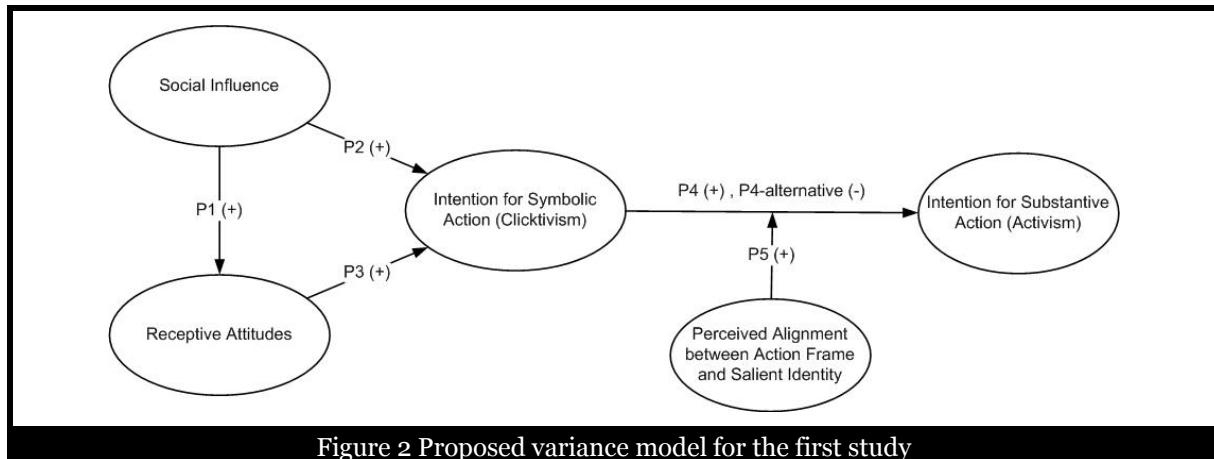 Social Influence
P2 (+)
P1 (+)
Intention for Symbolic
Action (Clicktivism)
P4 (+) , P4-alternative (-)
Intention for Substantive
Action (Activism)
P3 (+)
P5 (+)
Receptive Attitudes
Perceived Alignment
between Action Frame
and Salient Identity
Figure 2 Proposed variance model for the first study